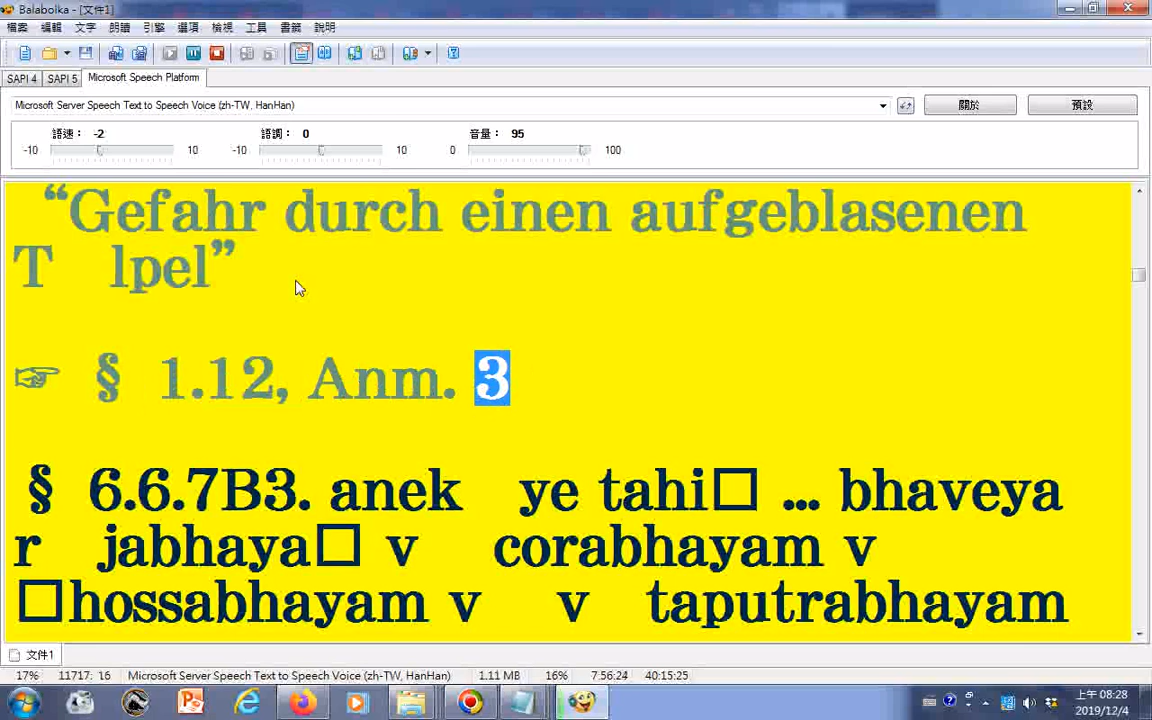 Balabolka - [文件1]
檔案 編輯 文字 朗讀 引擎 選項 檢視 工具 書籤 說明
SAPI 4 SAPI 5 Microsoft Speech Platform
Microsoft Server Speech Text to Speech Voice (zh-TW, HanHan) 關於 預設
語速： -2 語調： 0 音量： 95
-10 10 -10 10 0 100
“Gefahr durch einen aufgeblasenen
T lpel”
☞ § 1.12, Anm. 3
§ 6.6.7B3. anek ye tahi□ ... bhaveya
r jabhaya□ v corabhayam v
□hossabhayam v v taputrabhayam
文件1
17% 11717: 16 Microsoft Server Speech Text to Speech Voice (zh-TW, HanHan) 1.11 MB 16% 7:56:24 40:15:25
上午 08:28
2019/12/4